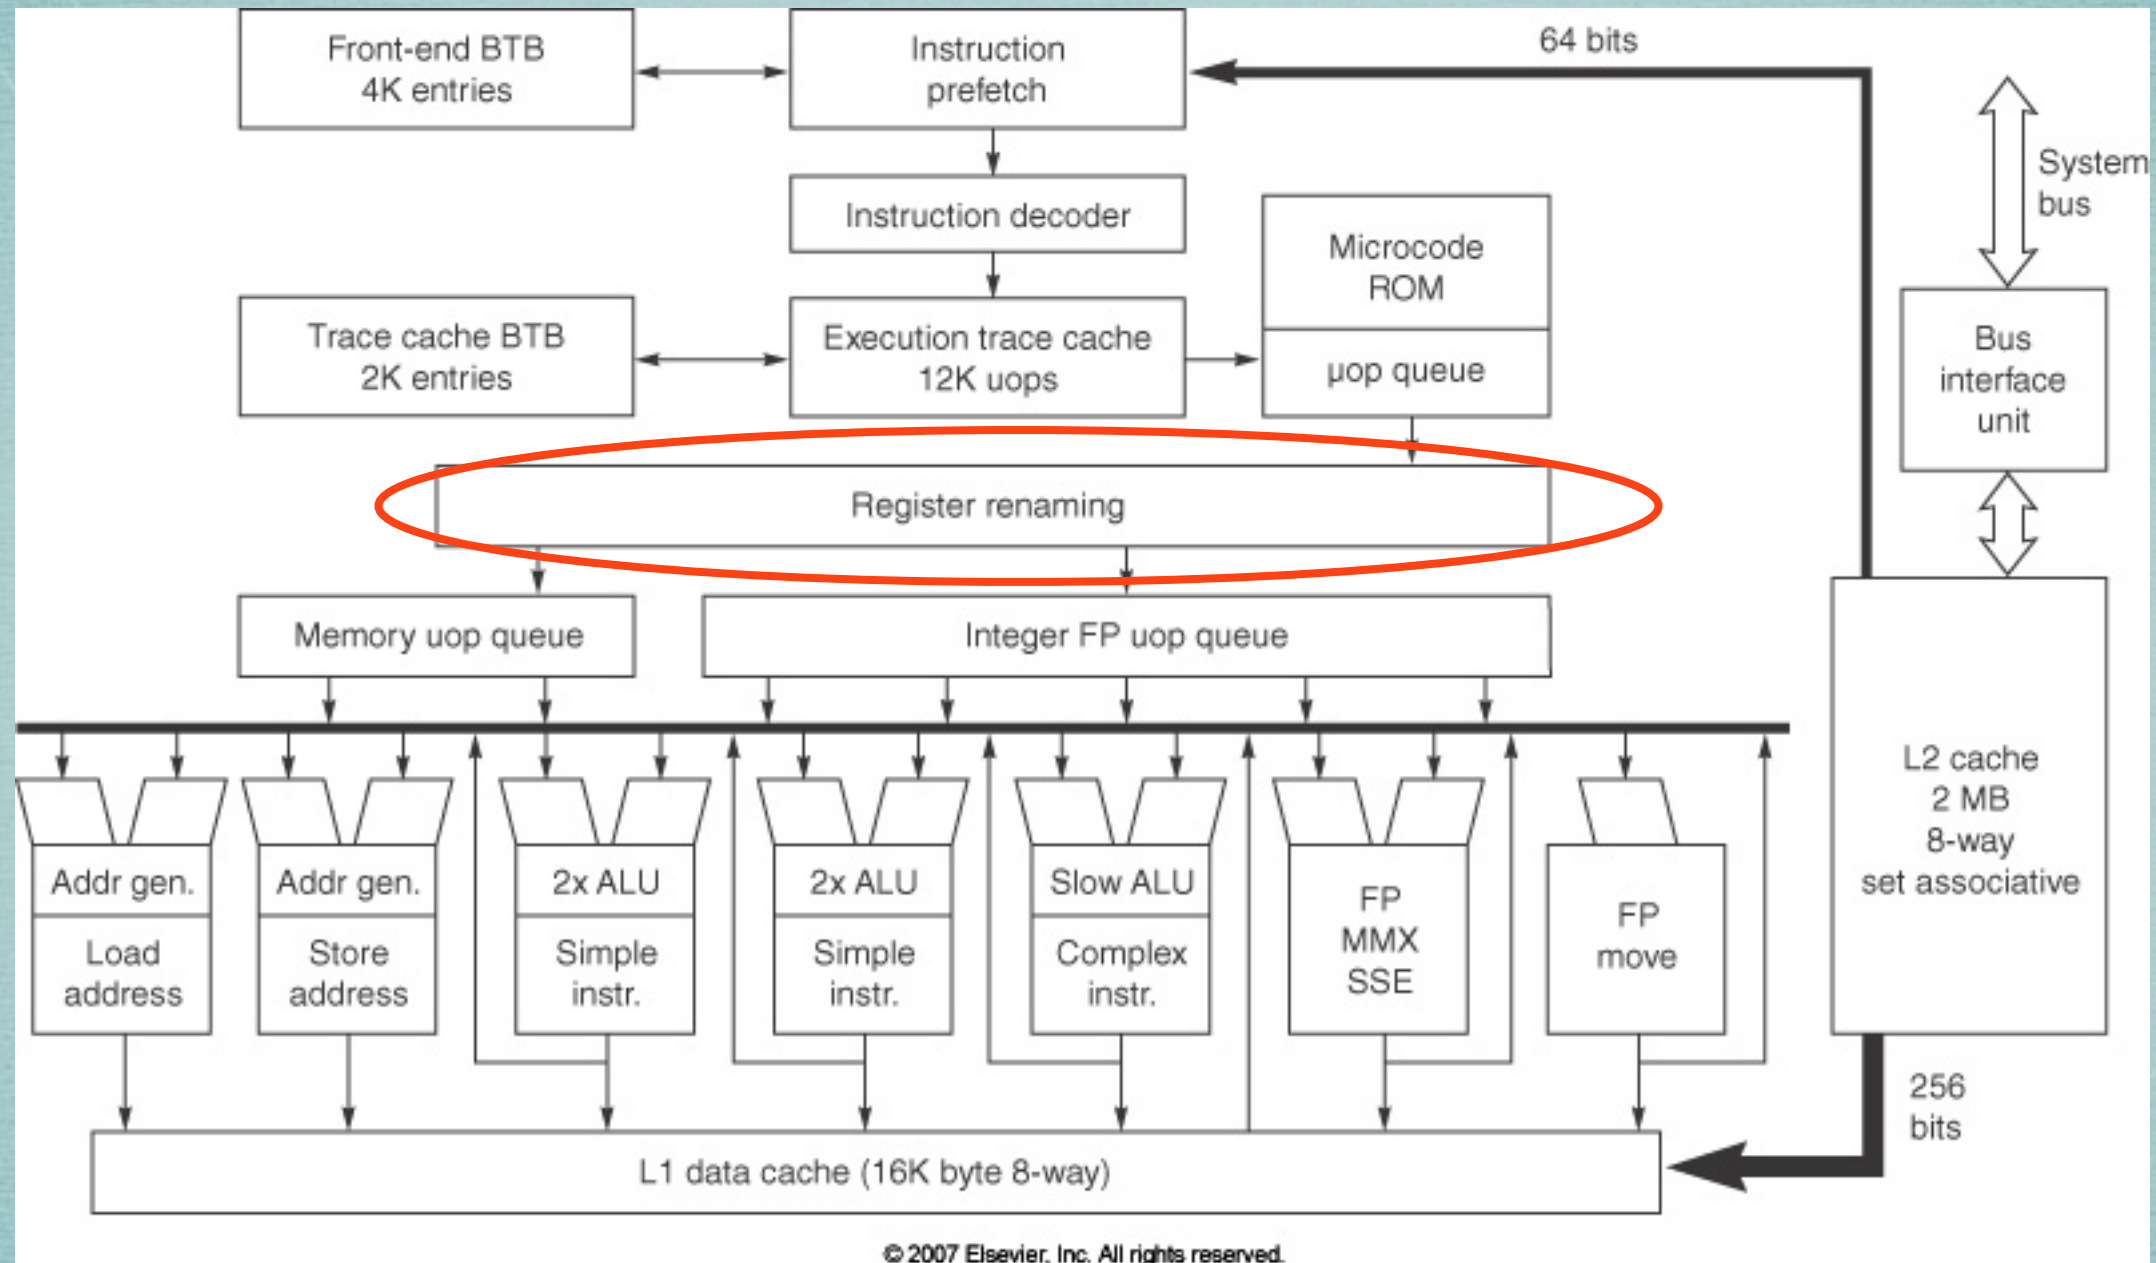 Front-end BTB
4K entries
Instruction
prefetch
64 bits
System
bus
Instruction decoder
Microcode
ROM
Trace cache BTB
2K entries
Execution trace cache
12K uops
µop queue
Bus
interface
unit
Register renaming
Memory uop queue
Integer FP uop queue
L2 cache
2 MB
8-way
set associative
Addr gen.
Load
address
Addr gen.
Store
address
2x ALU
Simple
instr.
2x ALU
Simple
instr.
Slow ALU
Complex
instr.
FP
MMX
SSE
FP
move
256
bits
L1 data cache (16K byte 8-way)
© 2007 Elsevier, Inc. All rights reserved.